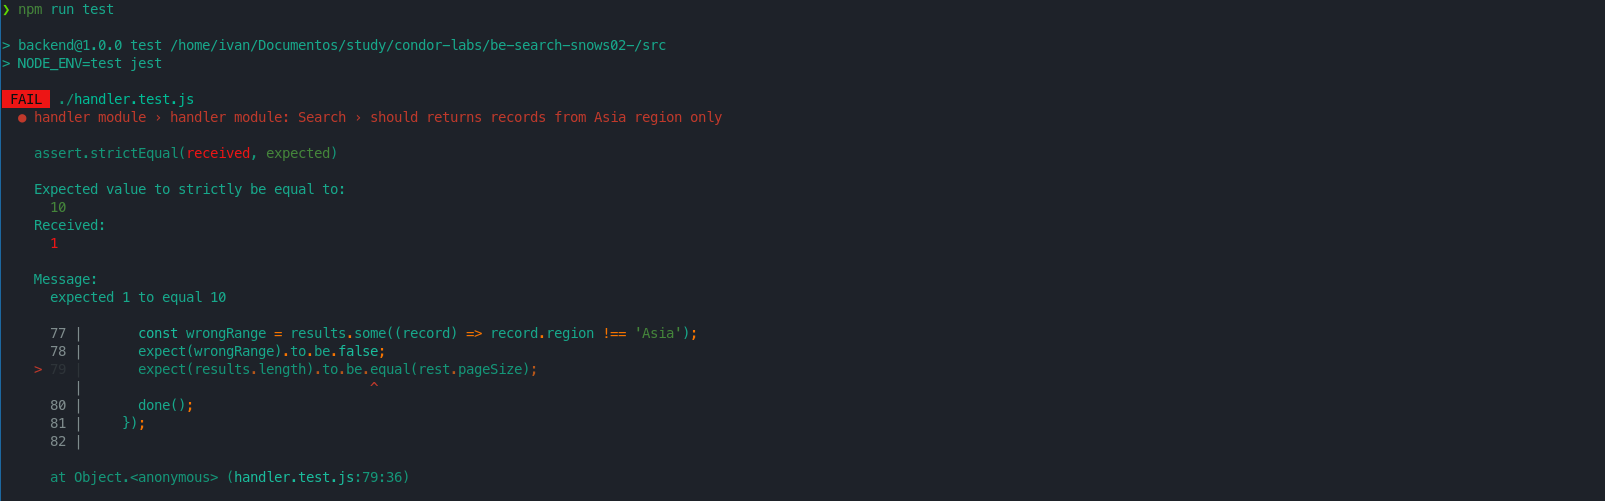 ❯ npm run test
> backend@1.0.0 test /home/ivan/Documentos/study/condor-labs/be-search-snows02-/src
> NODE_ENV=test jest
FAIL ./handler.test.js
● handler module › handler module: Search › should returns records from Asia region only
assert.strictEqual(received, expected)
Expected value to strictly be equal to:
10
Received:
1
Message:
expected 1 to equal 10
77 | const wrongRange = results.some((record) => record.region !== 'Asia');
78 | expect(wrongRange).to.be.false;
> 79 | expect(results.length).to.be.equal(rest.pageSize);
| ^
80 | done();
81 | });
82 |
at Object.<anonymous> (handler.test.js:79:36)